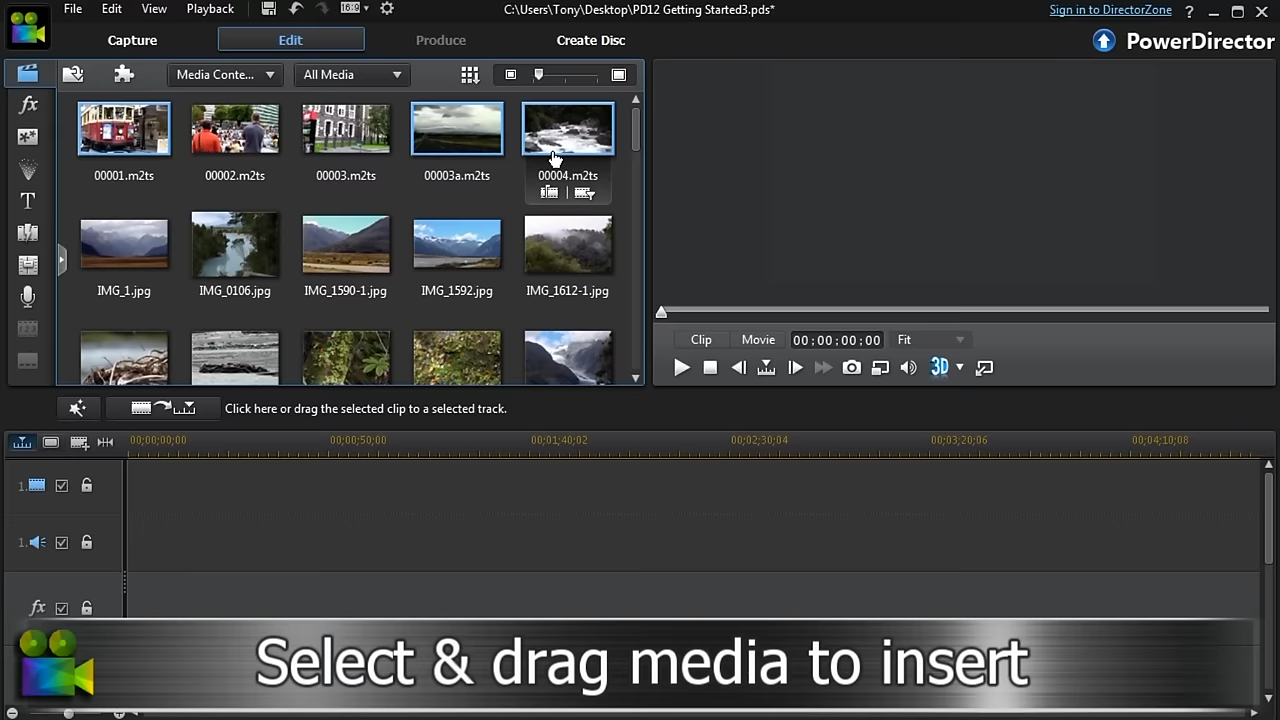 File Edit View Playback 16:9 C:\Users\Tony\Desktop\PD12 Getting Started3.pds* Sign in to DirectorZone ?
Capture Edit Produce Create Disc PowerDirector
Media Conte... All Media
00001.m2ts 00002.m2ts 00003.m2ts 00003a.m2ts 00004.m2ts
IMG_1.jpg IMG_0106.jpg IMG_1590-1.jpg IMG_1592.jpg IMG_1612-1.jpg
Clip Movie 00;00;00;00 Fit
3D
fx
T
Click here or drag the selected clip to a selected track.
00;00;00;00 00;00;50;00 00;01;40;02 00;02;30;04 00;03;20;06 00;04;10;08
1.
1.
fx
Select & drag media to insert